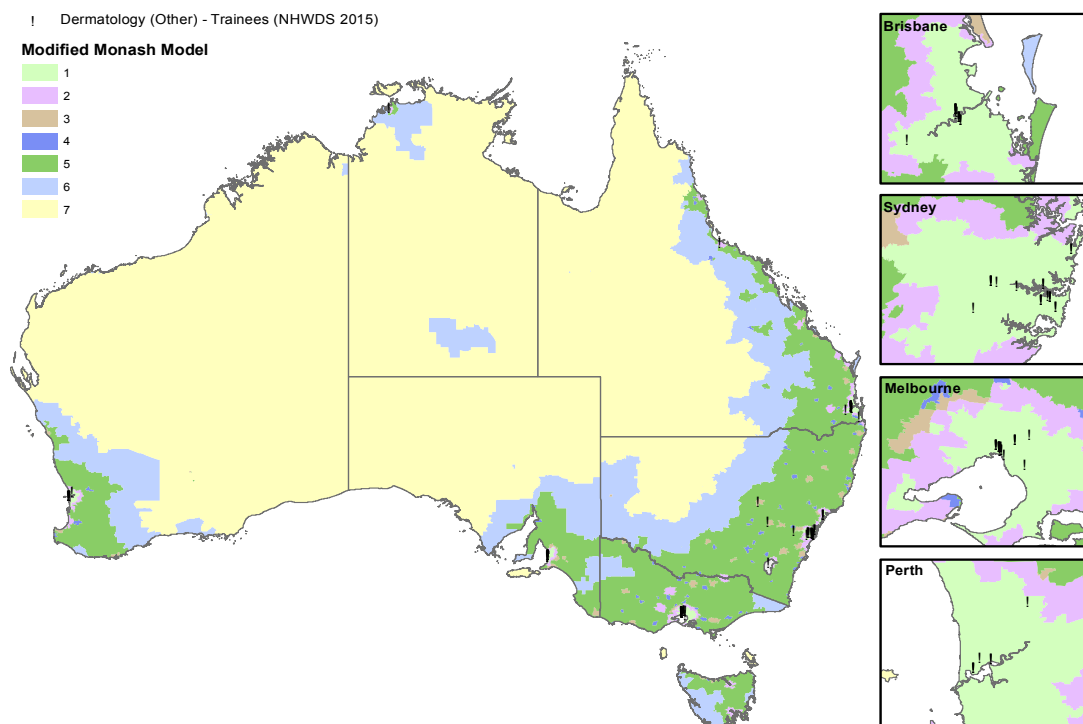 ! Dermatology (Other) - Trainees (NHWDS 2015)
Modified Monash Model
1
2
3
4
5
6
7
Brisbane
Sydney
Melbourne
Perth